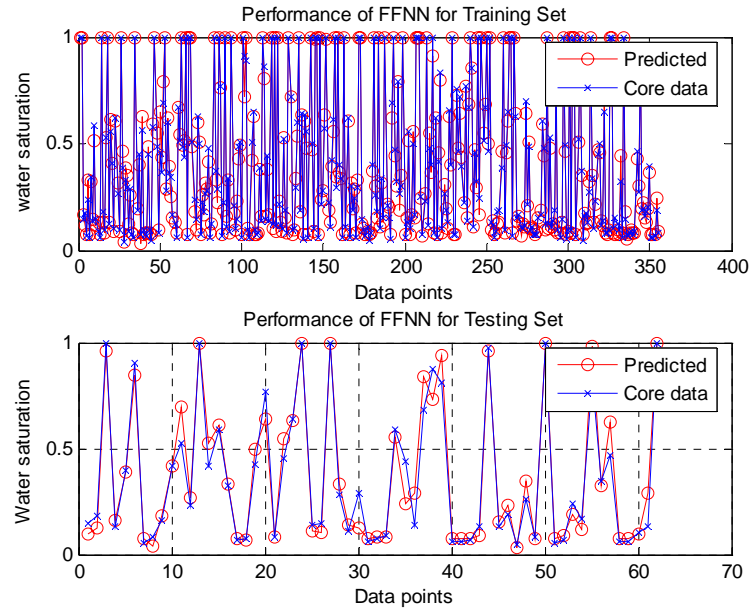 Performance of FFNN for Training Set
1
0.5
0
water saturation
Predicted
Core data
0 50 100 150 200 250 300 350 400
Data points
Performance of FFNN for Testing Set
1
0.5
0
Water saturation
Predicted
Core data
0 10 20 30 40 50 60 70
Data points